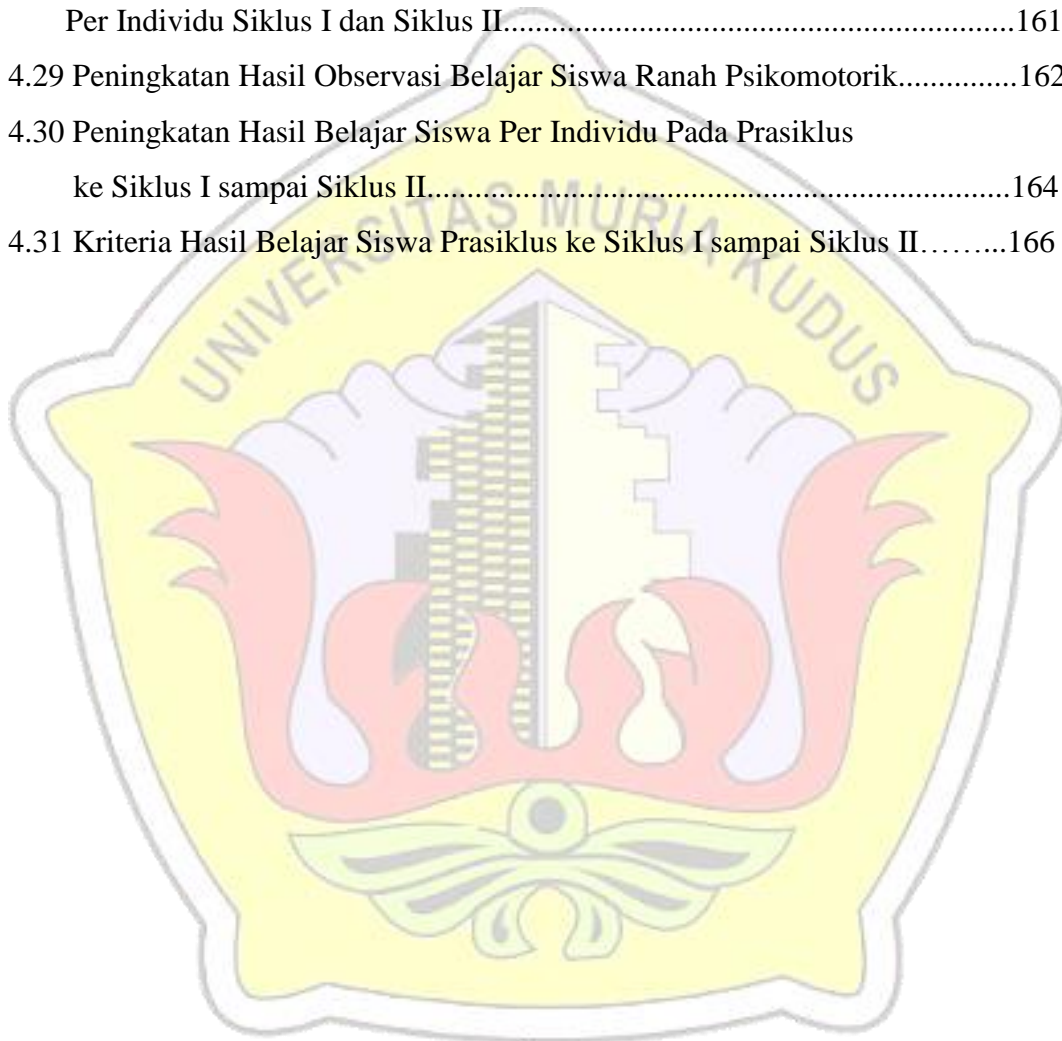 Per Individu Siklus I dan Siklus II.................................................................161
4.29 Peningkatan Hasil Observasi Belajar Siswa Ranah Psikomotorik...............162
4.30 Peningkatan Hasil Belajar Siswa Per Individu Pada Prasiklus
ke Siklus I sampai Siklus II..........................................................................164
4.31 Kriteria Hasil Belajar Siswa Prasiklus ke Siklus I sampai Siklus II……...166
UNIVERSITAS MURIA KUDUS